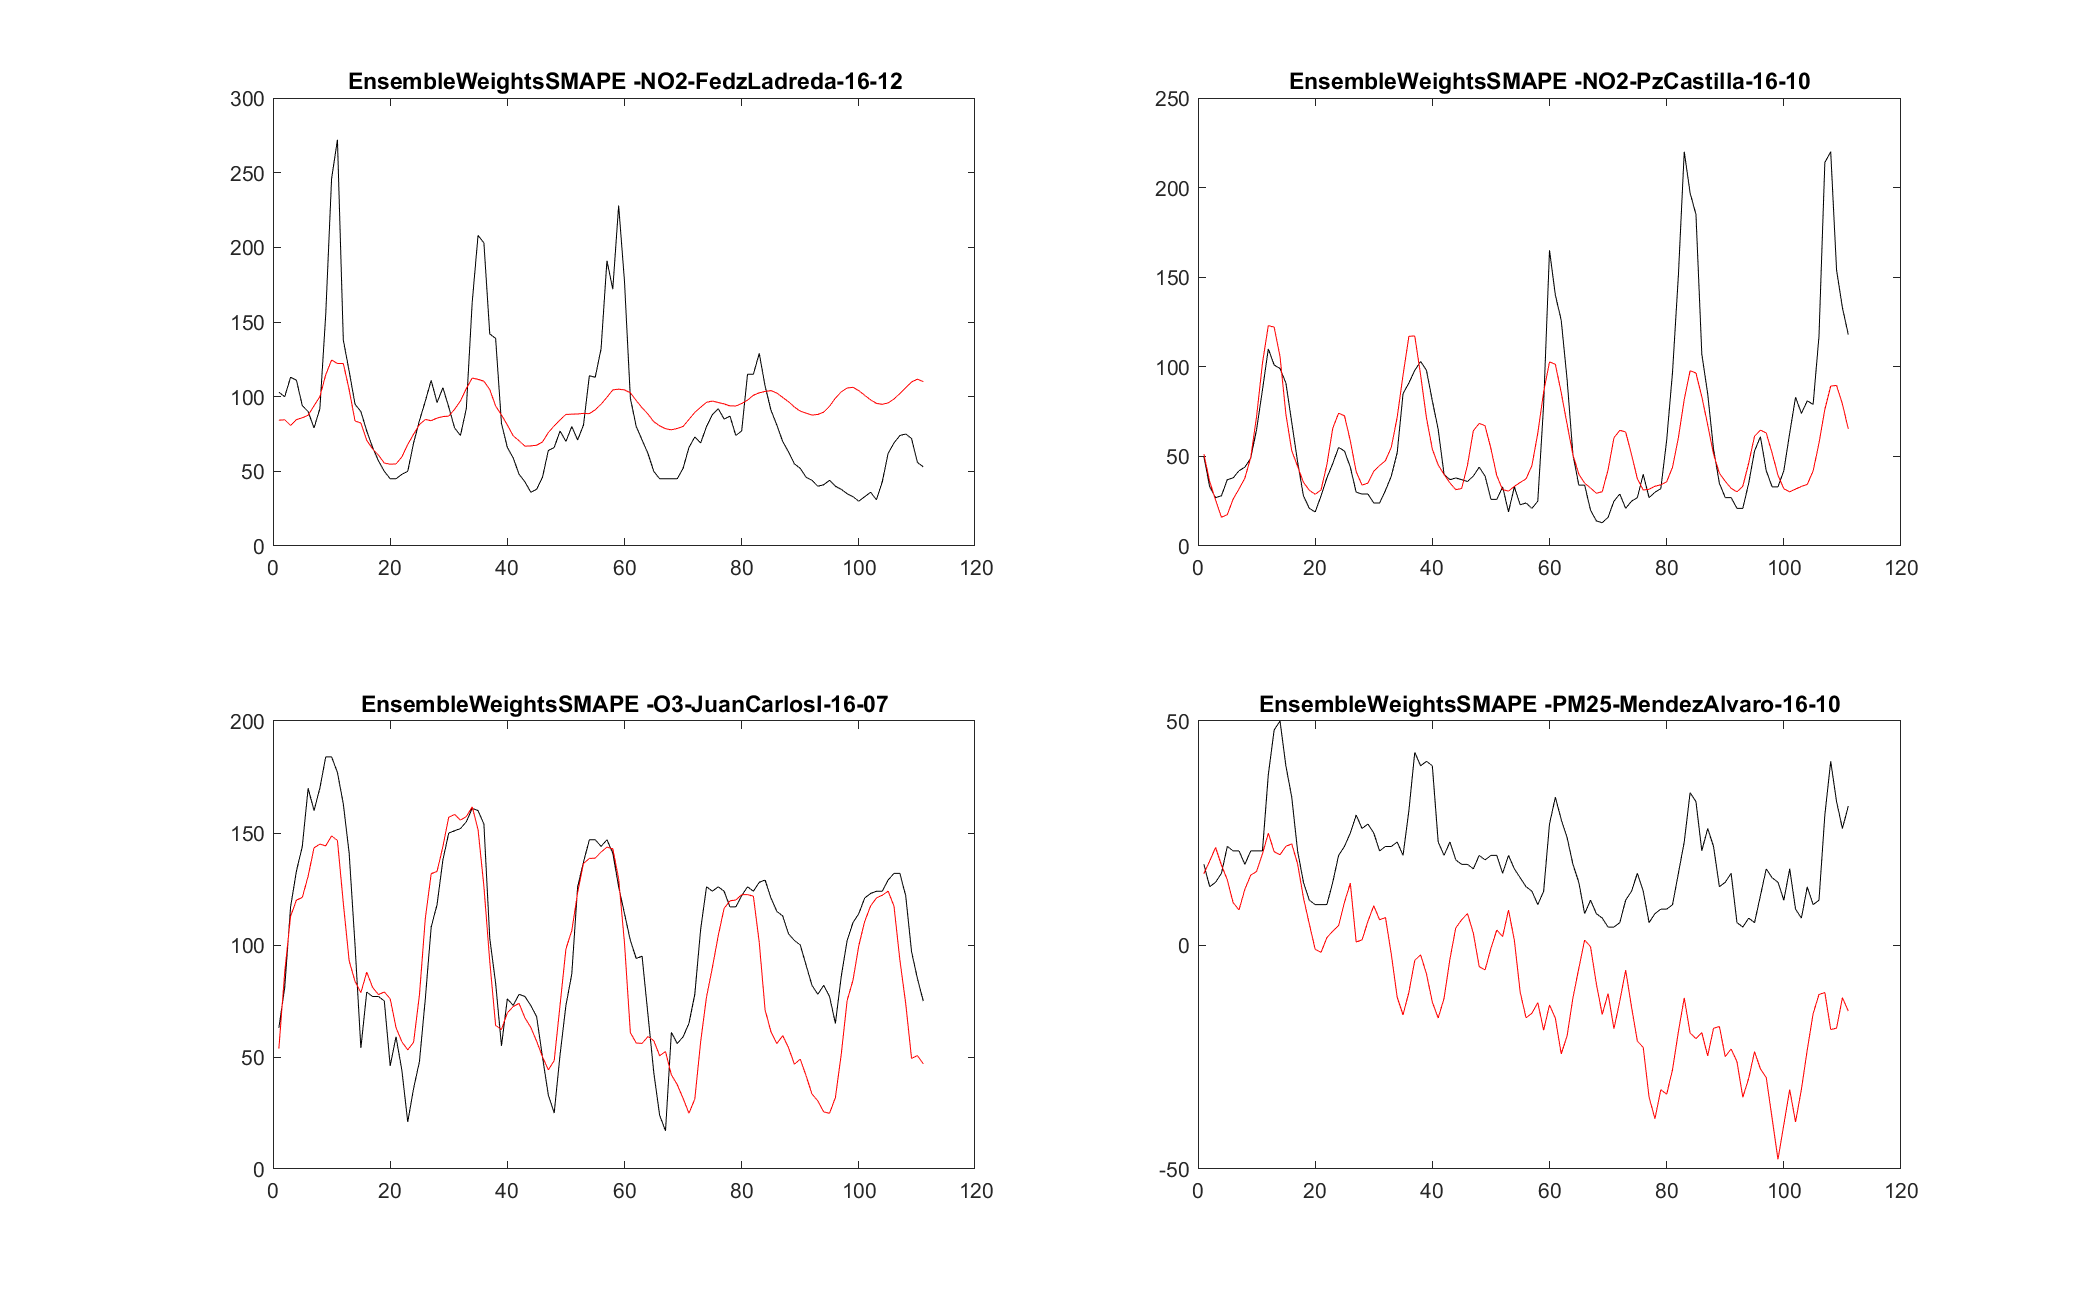 EnsembleWeightsSMAPE -NO2-FedzLadreda-16-12
300
250
200
150
100
50
0
0 20 40 60 80 100 120
EnsembleWeightsSMAPE -NO2-PzCastilla-16-10
250
200
150
100
50
0
0 20 40 60 80 100 120
EnsembleWeightsSMAPE -O3-JuanCarlosI-16-07
200
150
100
50
0
0 20 40 60 80 100 120
EnsembleWeightsSMAPE -PM25-MendezAlvaro-16-10
50
0
-50
0 20 40 60 80 100 120